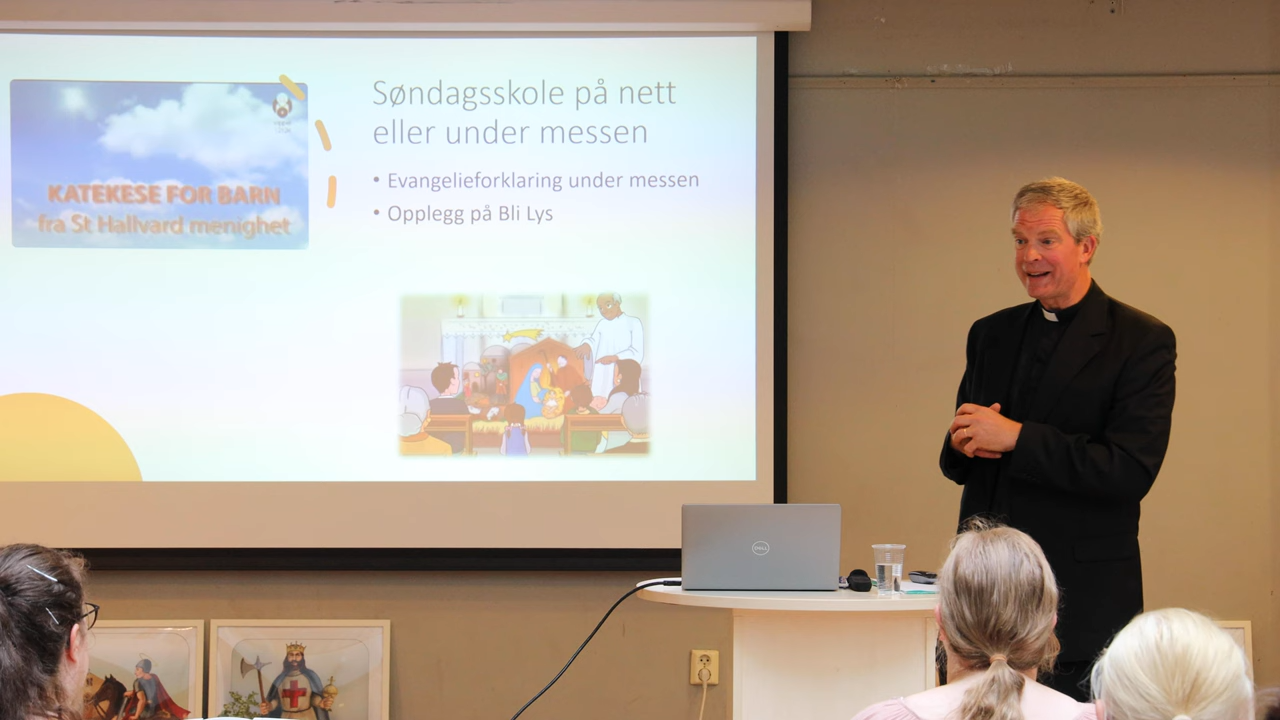 KATEKESE FOR BARN
fra St Hallvard menighet
Søndagsskole på nett
eller under messen
• Evangelieforklaring under messen
• Opplegg på Bli Lys
DELL